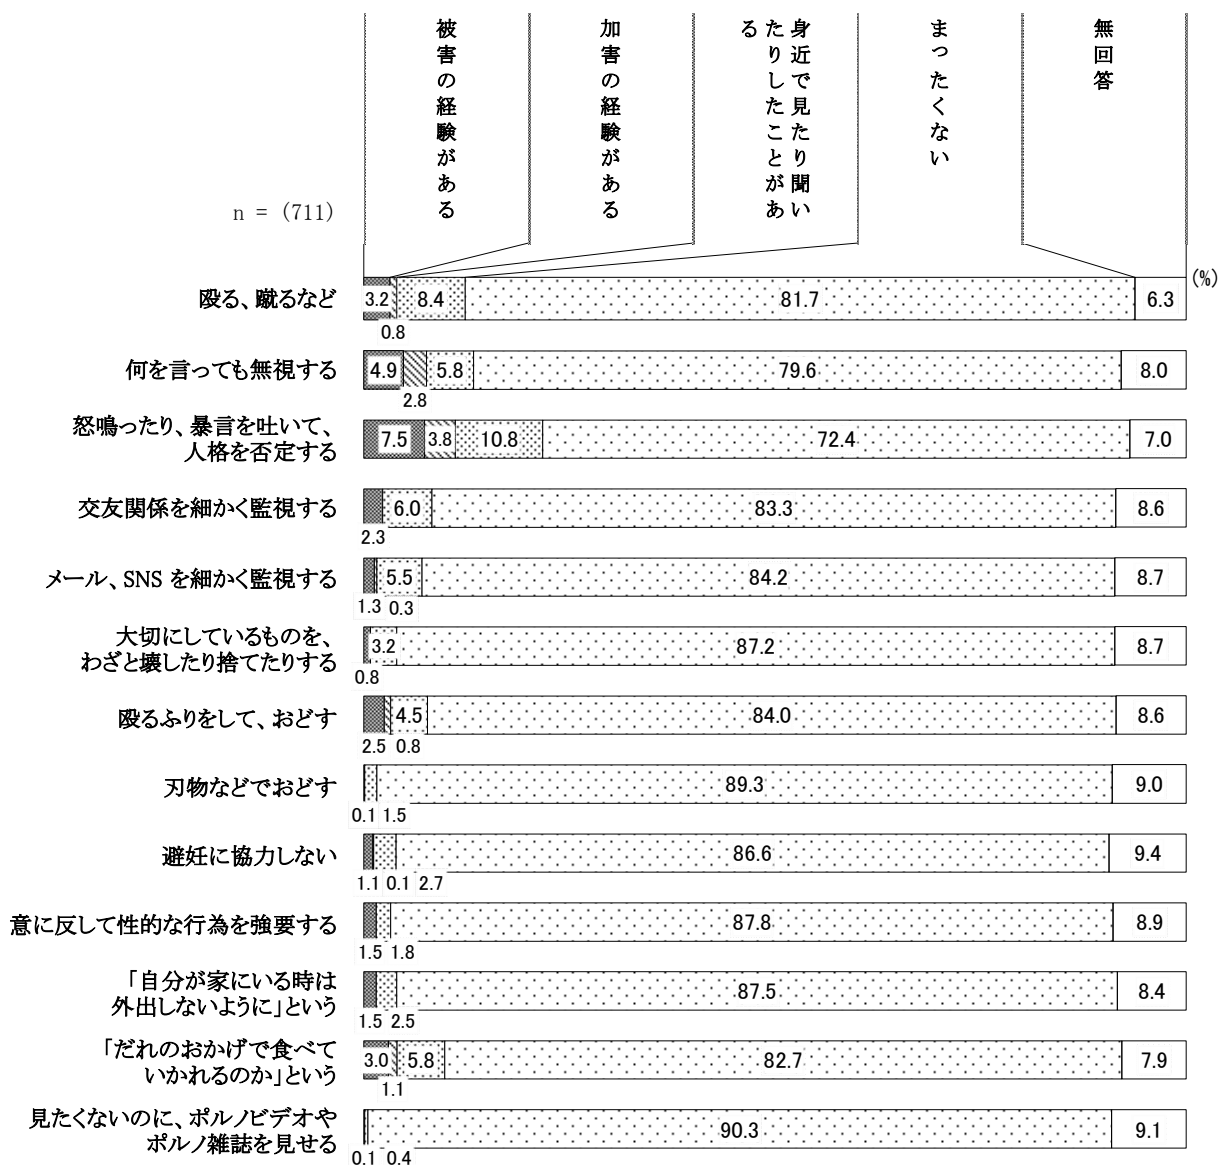 被害の経験がある
加害の経験がある
身近で見たり聞い
たりしたことがあ
る
まったくない
無回答
n = (711)
(%)
殴る、蹴るなど
3.2
8.4
81.7
6.3
0.8
何を言っても無視する
4.9
5.8
79.6
8.0
2.8
怒鳴ったり、暴言を吐いて、
人格を否定する
7.5
3.8
10.8
72.4
7.0
交友関係を細かく監視する
6.0
83.3
8.6
2.3
メール、SNS を細かく監視する
5.5
84.2
8.7
1.3
0.3
大切にしているものを、
わざと壊したり捨てたりする
3.2
87.2
8.7
0.8
殴るふりをして、おどす
4.5
84.0
8.6
2.5
0.8
刃物などでおどす
89.3
9.0
0.1
1.5
避妊に協力しない
86.6
9.4
1.1
0.1
2.7
意に反して性的な行為を強要する
87.8
8.9
1.5
1.8
「自分が家にいる時は
外出しないように」という
87.5
8.4
1.5
2.5
「だれのおかげで食べて
いかれるのか」という
3.0
5.8
82.7
7.9
1.1
見たくないのに、ポルノビデオや
ポルノ雑誌を見せる
90.3
9.1
0.1
0.4